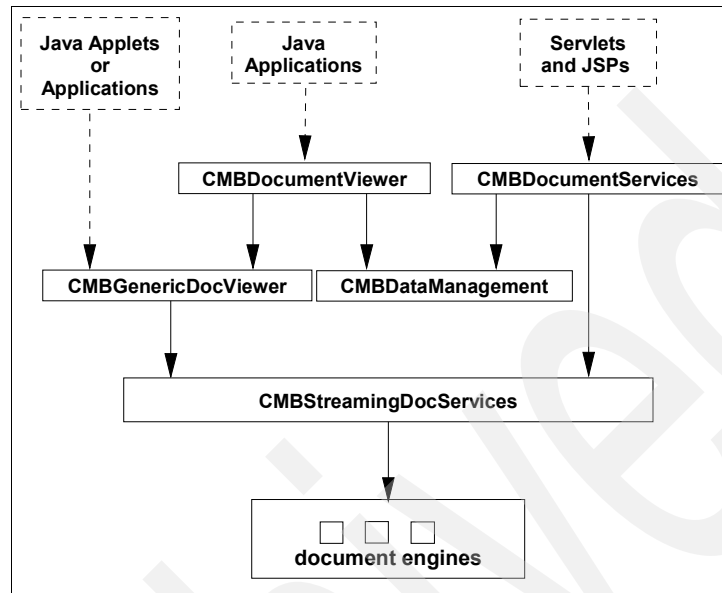 Java Applets
or
Applications
Java
Applications
Servlets
and JSPs
CMBDocumentViewer
CMBDocumentServices
CMBGenericDocViewer
CMBDataManagement
CMBStreamingDocServices
document engines